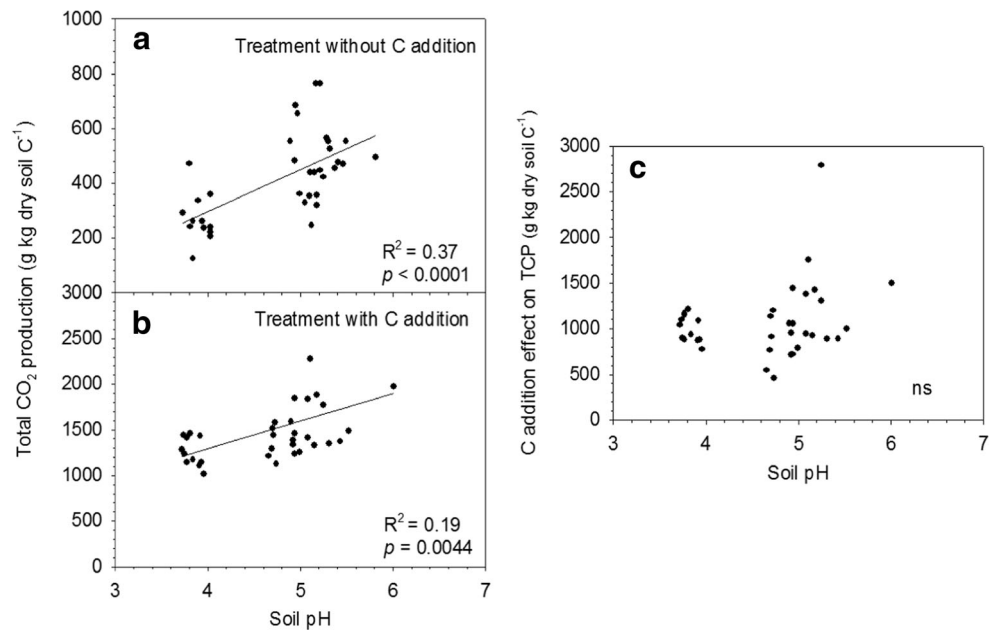 a
Treatment without C addition
1000
800
600
400
200
R² = 0.37
p < 0.0001
Total CO₂ production (g kg dry soil C⁻¹)
b
Treatment with C addition
3000
2500
2000
1500
1000
500
0
R² = 0.19
p = 0.0044
3 4 5 6 7
Soil pH
c
C addition effect on TCP (g kg dry soil C⁻¹)
3000
2500
2000
1500
1000
500
0
ns
3 4 5 6 7
Soil pH